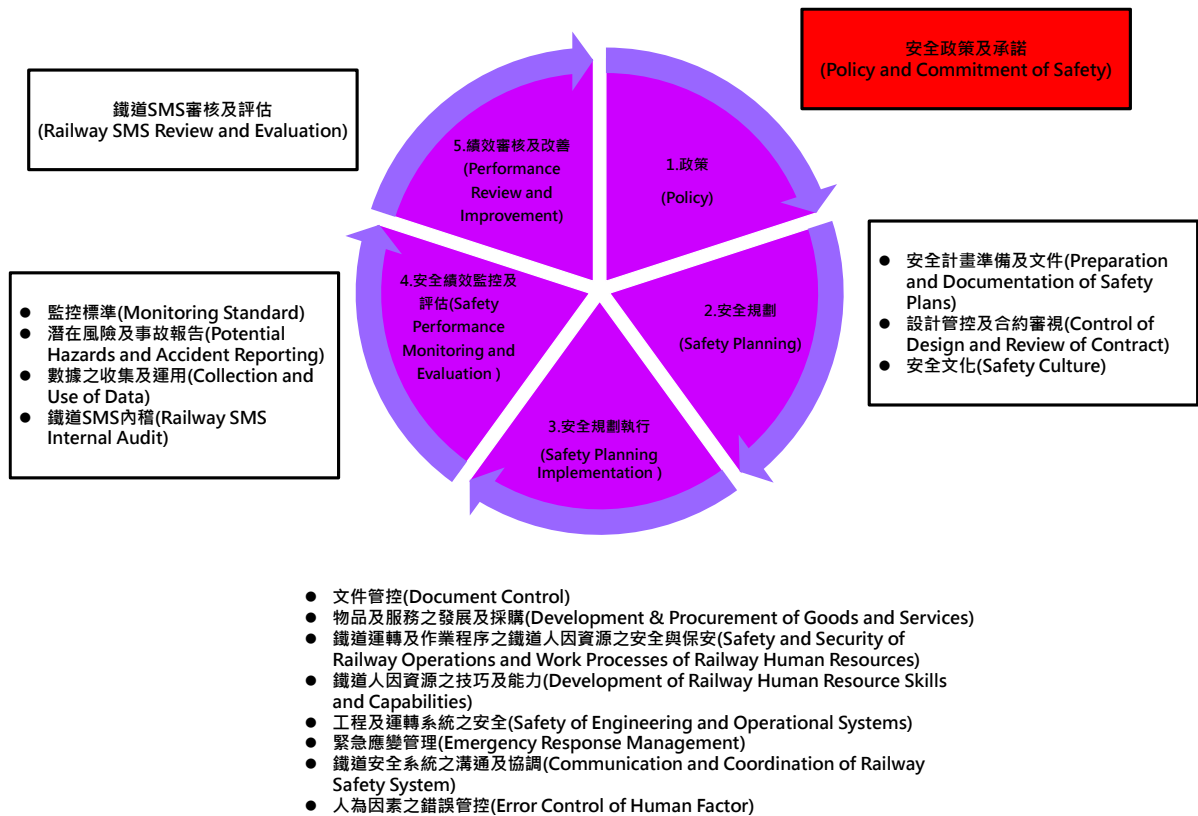 安全政策及承諾
(Policy and Commitment of Safety)
鐵道SMS審核及評估
(Railway SMS Review and Evaluation)
5.績效審核及改善
(Performance
Review and
Improvement)
1.政策
(Policy)
● 安全計畫準備及文件(Preparation
and Documentation of Safety
Plans)
● 設計管控及合約審視(Control of
Design and Review of Contract)
● 安全文化(Safety Culture)
2.安全規劃
(Safety Planning)
4.安全績效監控及
評估(Safety
Performance
Monitoring and
Evaluation )
● 監控標準(Monitoring Standard)
● 潛在風險及事故報告(Potential
Hazards and Accident Reporting)
● 數據之收集及運用(Collection and
Use of Data)
● 鐵道SMS內稽(Railway SMS
Internal Audit)
3.安全規劃執行
(Safety Planning
Implementation )
● 文件管控(Document Control)
● 物品及服務之發展及採購(Development & Procurement of Goods and Services)
● 鐵道運轉及作業程序之鐵道人因資源之安全與保安(Safety and Security of
Railway Operations and Work Processes of Railway Human Resources)
● 鐵道人因資源之技巧及能力(Development of Railway Human Resource Skills
and Capabilities)
● 工程及運轉系統之安全(Safety of Engineering and Operational Systems)
● 緊急應變管理(Emergency Response Management)
● 鐵道安全系統之溝通及協調(Communication and Coordination of Railway
Safety System)
● 人為因素之錯誤管控(Error Control of Human Factor)